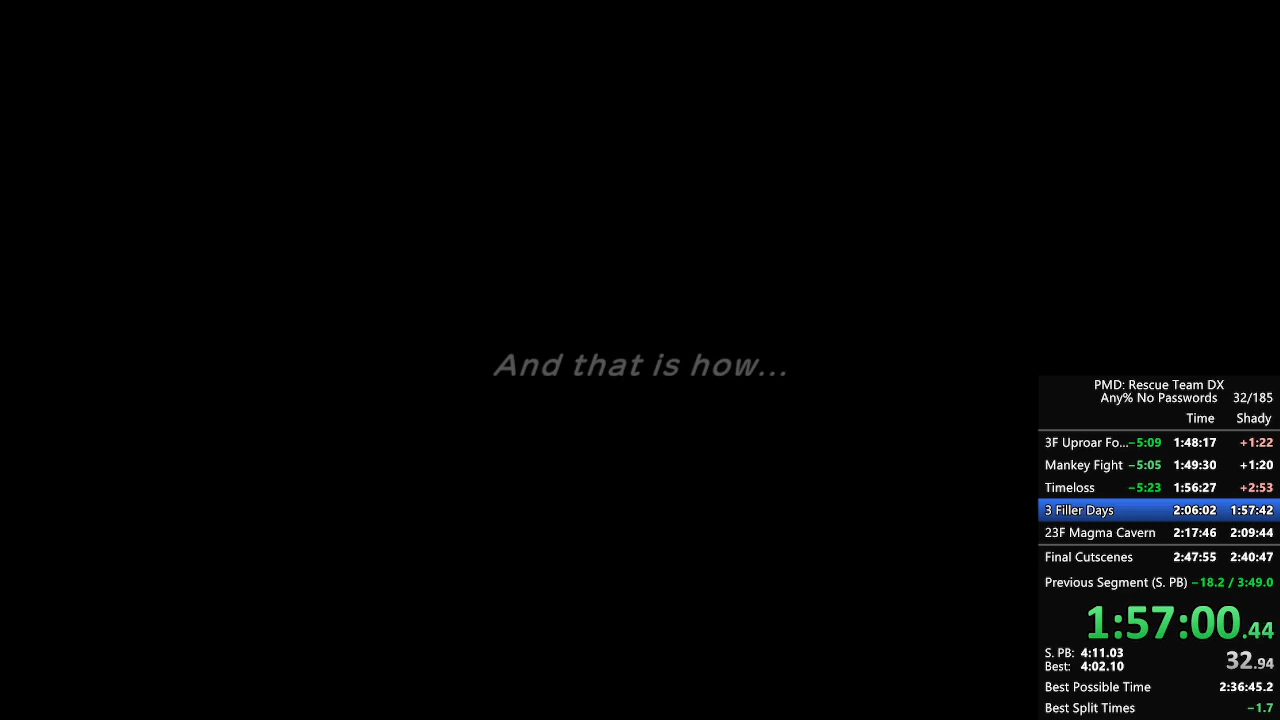 And that is how...
PMD: Rescue Team DX
Any% No Passwords 32/185
Time Shady
3F Uproar Fo... −5:09 1:48:17 +1:22
Mankey Fight −5:05 1:49:30 +1:20
Timeloss −5:23 1:56:27 +2:53
3 Filler Days 2:06:02 1:57:42
23F Magma Cavern 2:17:46 2:09:44
Final Cutscenes 2:47:55 2:40:47
Previous Segment (S. PB) −18.2 / 3:49.0
1:57:00.44
S. PB: 4:11.03
Best: 4:02.10
32.94
Best Possible Time 2:36:45.2
Best Split Times −1.7